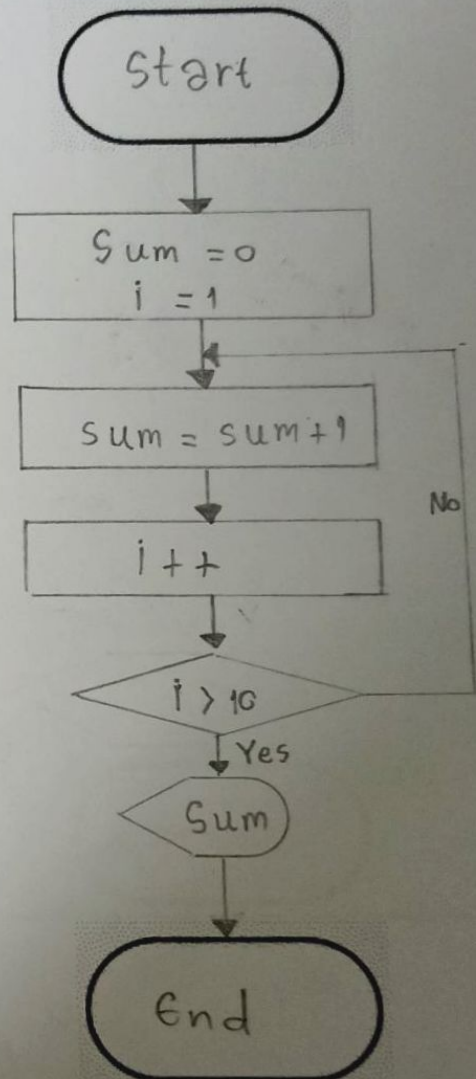 Start
Sum = 0
i = 1
sum = sum+1
No
i++
i > 10
Yes
Sum
End